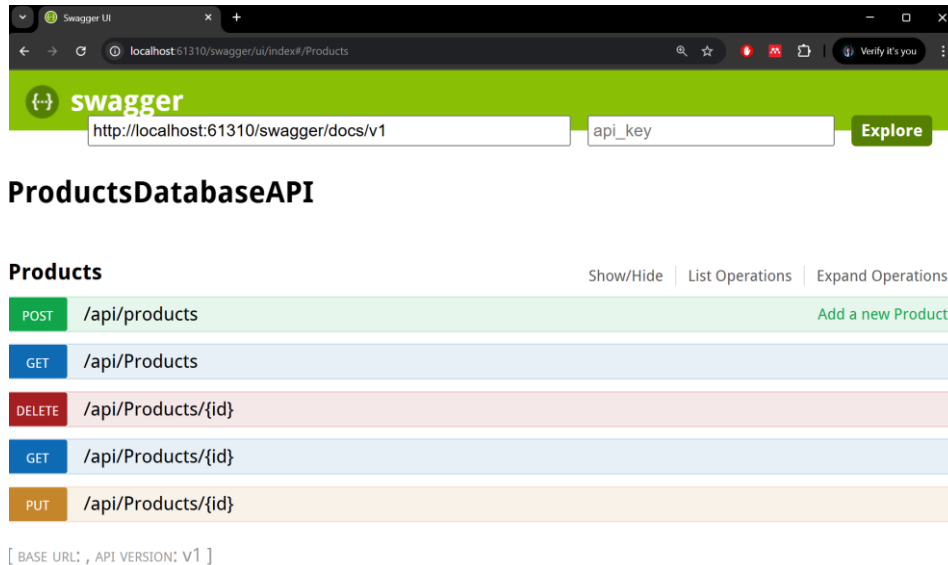 Swagger UI
localhost:61310/swagger/ui/index#/Products
Verify it's you
swagger
http://localhost:61310/swagger/docs/v1
api_key
Explore
ProductsDatabaseAPI
Products
Show/Hide
List Operations
Expand Operations
POST
/api/products
Add a new Product
GET
/api/Products
DELETE
/api/Products/{id}
GET
/api/Products/{id}
PUT
/api/Products/{id}
[ BASE URL: , API VERSION: V1 ]